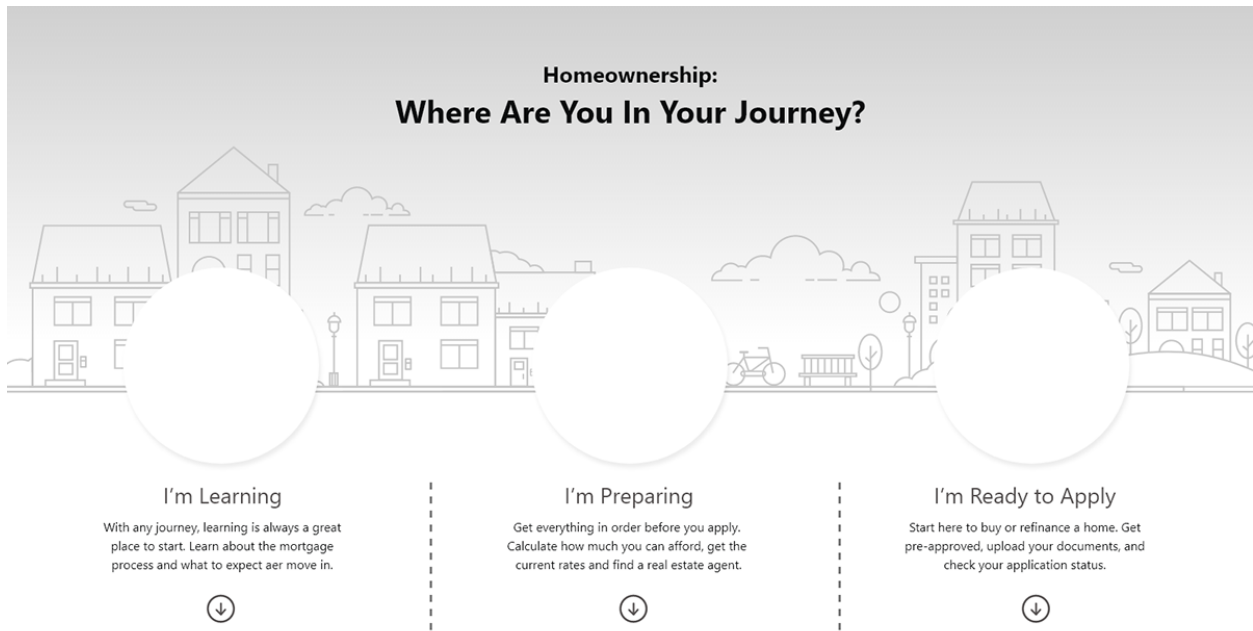 Homeownership:
Where Are You In Your Journey?
I'm Learning
With any journey, learning is always a great
place to start. Learn about the mortgage
process and what to expect aer move in.
I'm Preparing
Get everything in order before you apply.
Calculate how much you can afford, get the
current rates and find a real estate agent.
I'm Ready to Apply
Start here to buy or refinance a home. Get
pre-approved, upload your documents, and
check your application status.